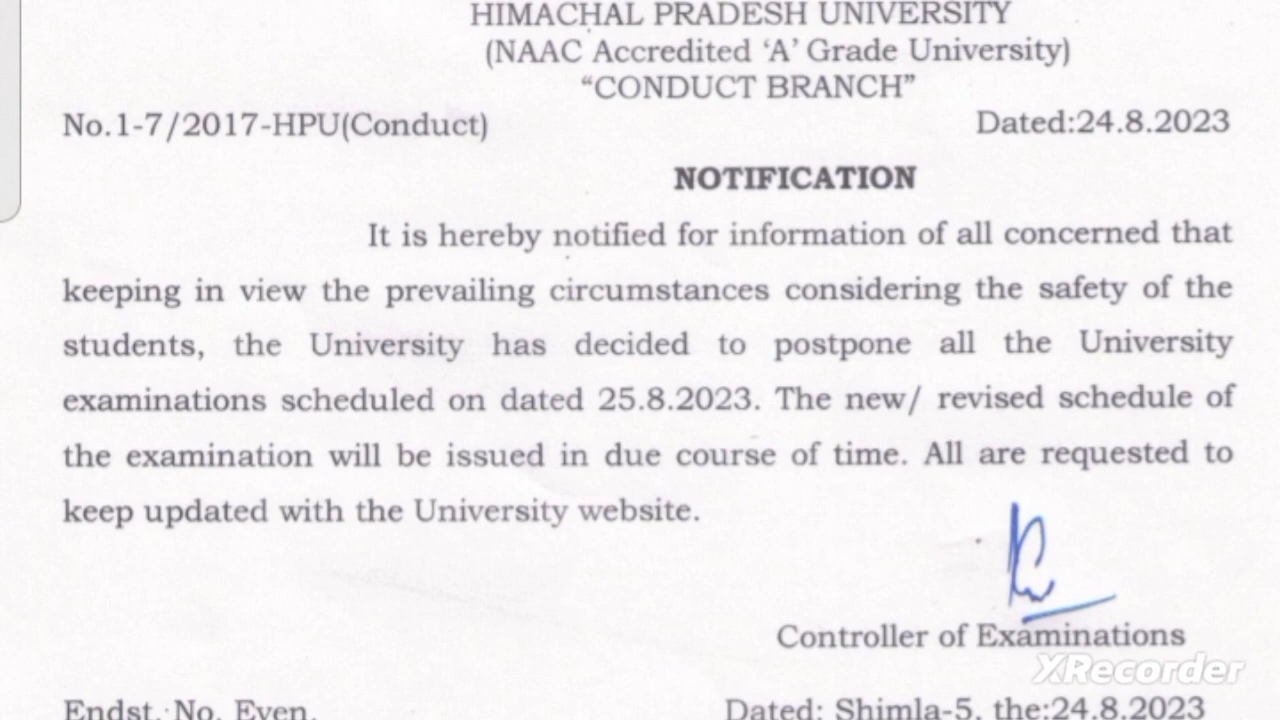 HIMACHAL PRADESH UNIVERSITY
(NAAC Accredited ‘A’ Grade University)
“CONDUCT BRANCH”
No.1-7/2017-HPU(Conduct) Dated:24.8.2023
NOTIFICATION
It is hereby notified for information of all concerned that
keeping in view the prevailing circumstances considering the safety of the
students, the University has decided to postpone all the University
examinations scheduled on dated 25.8.2023. The new/ revised schedule of
the examination will be issued in due course of time. All are requested to
keep updated with the University website.
Controller of Examinations
XRecorder
Endst. No. Even. Dated: Shimla-5, the:24.8.2023